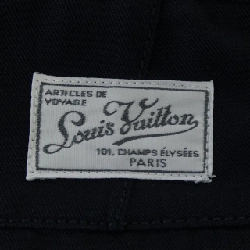 ARTICLES DE
VOYAGE
Louis Vuitton
101, CHAMPS ÉLYSÉES
PARIS